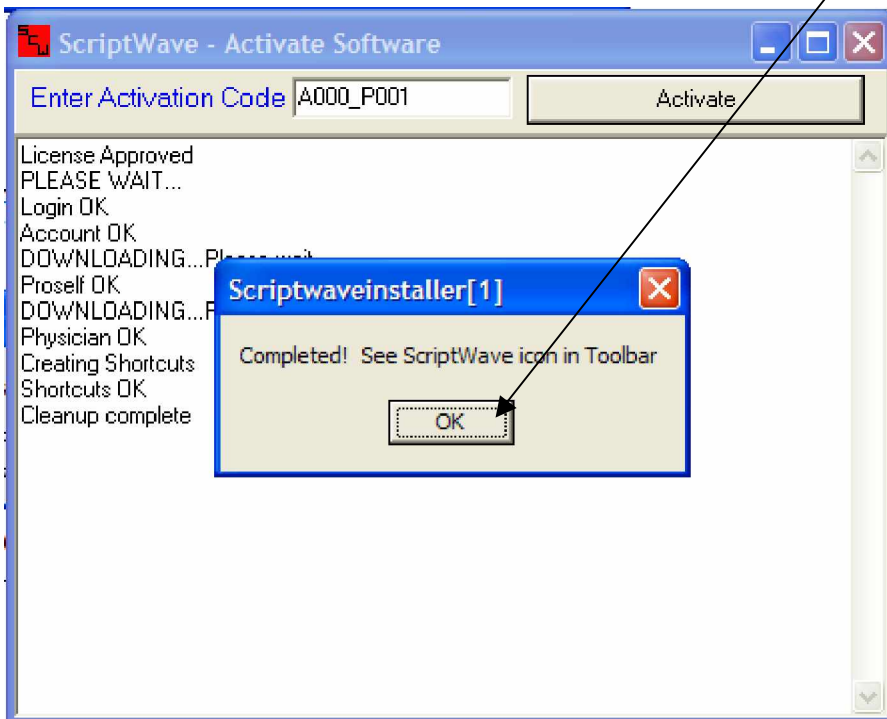 SCW ScriptWave - Activate Software
Enter Activation Code A000_P001 Activate
License Approved
PLEASE WAIT...
Login OK
Account OK
DOWNLOADING...Please wait
Proself OK
DOWNLOADING...P
Physician OK
Creating Shortcuts
Shortcuts OK
Cleanup complete
Scriptwaveinstaller[1]
Completed! See ScriptWave icon in Toolbar
OK